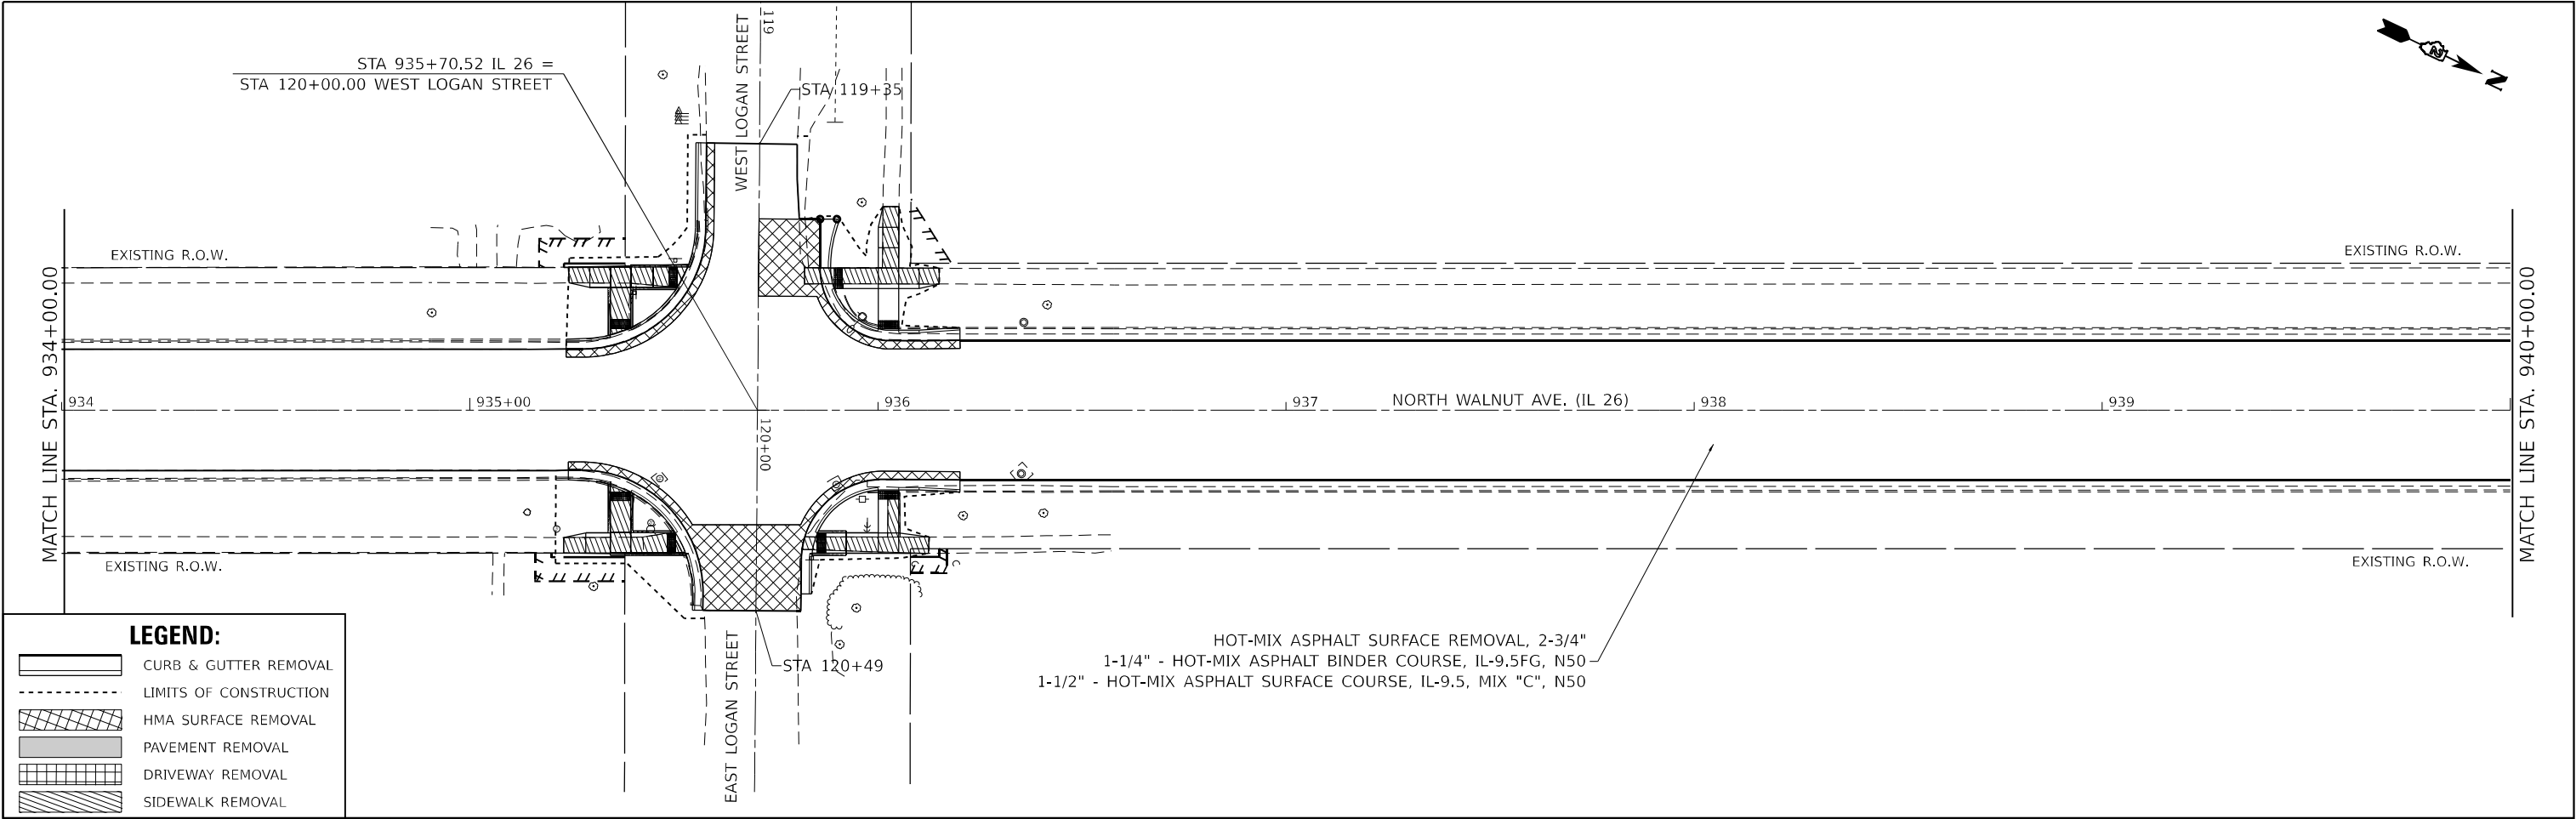 119
WEST LOGAN STREET
STA 935+70.52 IL 26 =
STA 120+00.00 WEST LOGAN STREET
STA 119+35
N
EXISTING R.O.W.
EXISTING R.O.W.
MATCH LINE STA. 934+00.00
934
935+00
936
937
NORTH WALNUT AVE. (IL 26)
938
939
MATCH LINE STA. 940+00.00
120+00
EXISTING R.O.W.
EXISTING R.O.W.
EAST LOGAN STREET
STA 120+49
HOT-MIX ASPHALT SURFACE REMOVAL, 2-3/4"
1-1/4" - HOT-MIX ASPHALT BINDER COURSE, IL-9.5FG, N50
1-1/2" - HOT-MIX ASPHALT SURFACE COURSE, IL-9.5, MIX "C", N50
LEGEND:
CURB & GUTTER REMOVAL
LIMITS OF CONSTRUCTION
HMA SURFACE REMOVAL
PAVEMENT REMOVAL
DRIVEWAY REMOVAL
SIDEWALK REMOVAL